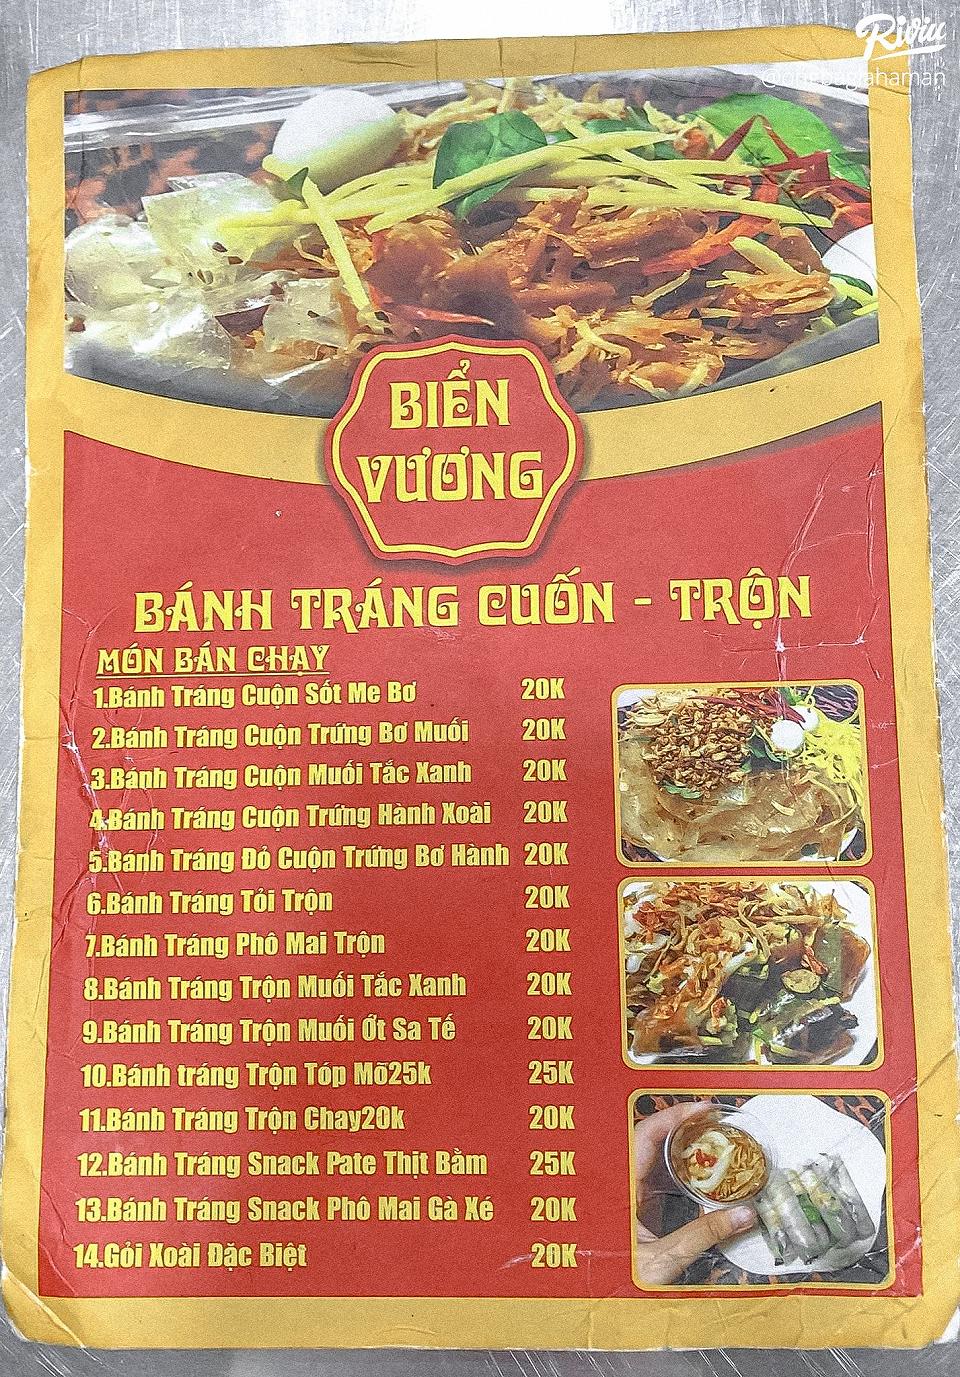 Riviu
BIỂN
VƯƠNG
BÁNH TRÁNG CUỐN - TRỘN
MÓN BÁN CHẠY
1.Bánh Tráng Cuộn Sốt Me Bơ 20K
2.Bánh Tráng Cuộn Trứng Bơ Muối 20K
3.Bánh Tráng Cuộn Muối Tắc Xanh 20K
4.Bánh Tráng Cuộn Trứng Hành Xoài 20K
5.Bánh Tráng Đỏ Cuộn Trứng Bơ Hành 20K
6.Bánh Tráng Tỏi Trộn 20K
7.Bánh Tráng Phô Mai Trộn 20K
8.Bánh Tráng Trộn Muối Tắc Xanh 20K
9.Bánh Tráng Trộn Muối Ớt Sa Tế 20K
10.Bánh tráng Trộn Tóp Mỡ25k 25K
11.Bánh Tráng Trộn Chay20k 20K
12.Bánh Tráng Snack Pate Thịt Bằm 25K
13.Bánh Tráng Snack Phô Mai Gà Xé 20K
14.Gỏi Xoài Đặc Biệt 20K